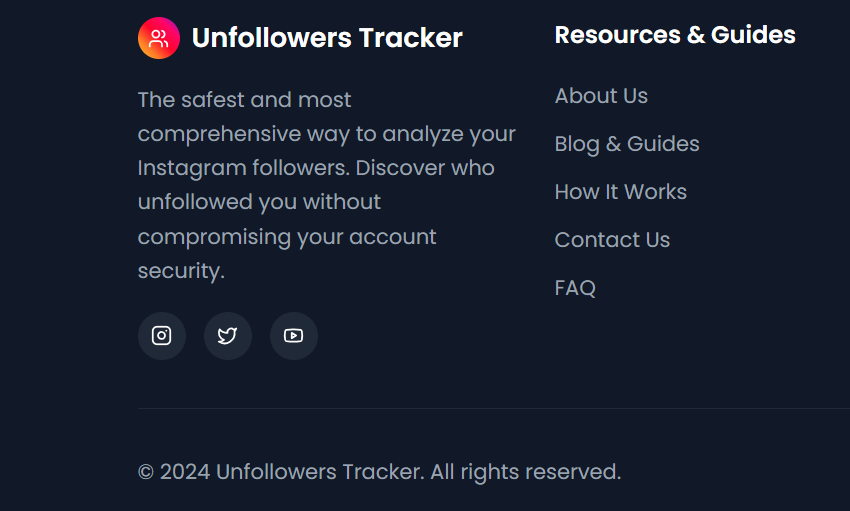 Unfollowers Tracker
The safest and most
comprehensive way to analyze your
Instagram followers. Discover who
unfollowed you without
compromising your account
security.
Resources & Guides
About Us
Blog & Guides
How It Works
Contact Us
FAQ
© 2024 Unfollowers Tracker. All rights reserved.